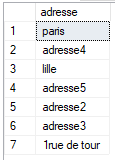 adresse
1 paris
2 adresse4
3 lille
4 adresse5
5 adresse2
6 adresse3
7 1rue de tour